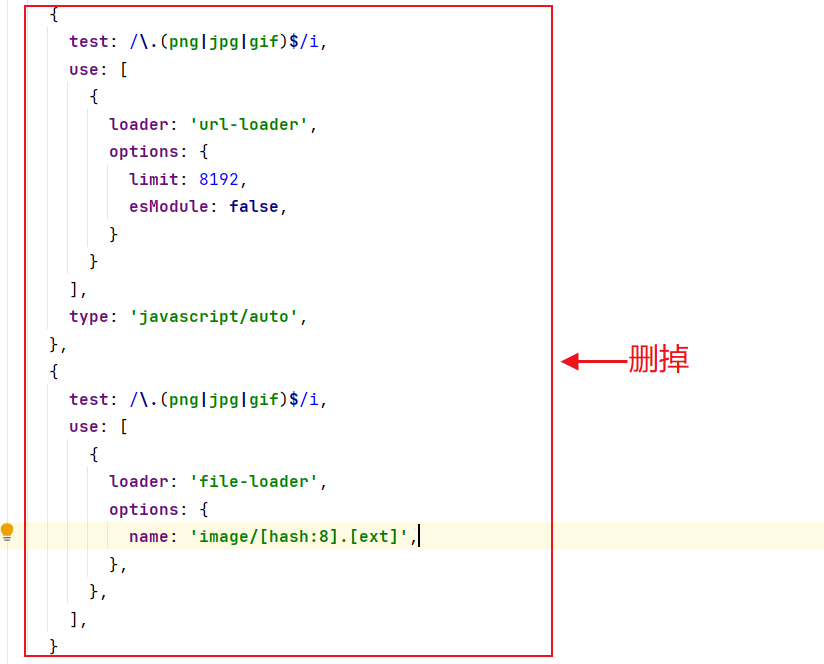 {
test: /\.(png|jpg|gif)$/i,
use: [
{
loader: 'url-loader',
options: {
limit: 8192,
esModule: false,
}
}
],
type: 'javascript/auto',
},
{
test: /\.(png|jpg|gif)$/i,
use: [
{
loader: 'file-loader',
options: {
name: 'image/[hash:8].[ext]',
},
},
],
}
删掉